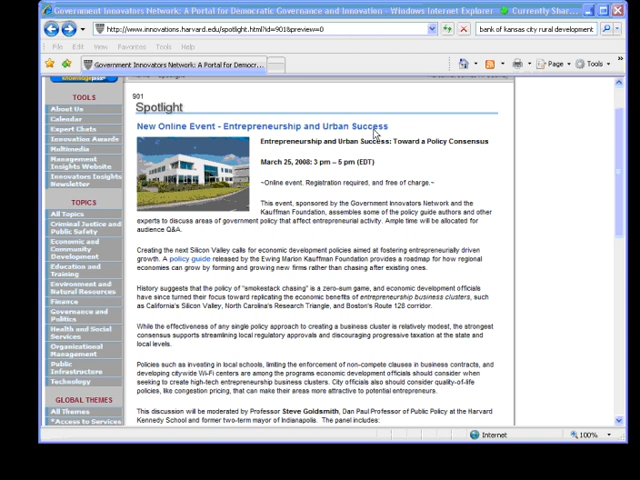 Government Innovators Network: A Portal for Democratic Governance and Innovation - Windows Internet Explorer
Currently Shar...
http://www.innovations.harvard.edu/spotlight.html?id=901&preview=0
bank of kansas city rural development
File Edit View Favorites Tools Help
Government Innovators Network: A Portal for Democr...
Page Tools
TOOLS
About Us
Calendar
Expert Chats
Innovation Awards
Multimedia
Management
Insights Website
Innovators Insights
Newsletter
TOPICS
All Topics
Criminal Justice and
Public Safety
Economic and
Community
Development
Education and
Training
Environment and
Natural Resources
Finance
Governance and
Politics
Health and Social
Services
Organizational
Management
Public
Infrastructure
Technology
GLOBAL THEMES
All Themes
*Access to Services
901
Spotlight
New Online Event - Entrepreneurship and Urban Success
Entrepreneurship and Urban Success: Toward a Policy Consensus
March 25, 2008: 3 pm – 5 pm (EDT)
~Online event. Registration required, and free of charge.~
This event, sponsored by the Government Innovators Network and the
Kauffman Foundation, assembles some of the policy guide authors and other
experts to discuss areas of government policy that affect entrepreneurial activity. Ample time will be allocated for
audience Q&A.
Creating the next Silicon Valley calls for economic development policies aimed at fostering entrepreneurially driven
growth. A policy guide released by the Ewing Marion Kauffman Foundation provides a roadmap for how regional
economies can grow by forming and growing new firms rather than chasing after existing ones.
History suggests that the policy of "smokestack chasing" is a zero-sum game, and economic development officials
have since turned their focus toward replicating the economic benefits of entrepreneurship business clusters, such
as California's Silicon Valley, North Carolina's Research Triangle, and Boston's Route 128 corridor.
While the effectiveness of any single policy approach to creating a business cluster is relatively modest, the strongest
consensus supports streamlining local regulatory approvals and discouraging progressive taxation at the state and
local levels.
Policies such as investing in local schools, limiting the enforcement of non-compete clauses in business contracts, and
developing citywide Wi-Fi centers are among the programs economic development officials should consider when
seeking to create high-tech entrepreneurship business clusters. City officials also should consider quality-of-life
policies, like congestion pricing, that can make their areas more attractive to potential entrepreneurs.
This discussion will be moderated by Professor Steve Goldsmith, Dan Paul Professor of Public Policy at the Harvard
Kennedy School and former two-term mayor of Indianapolis. The panel includes:
Internet
100%